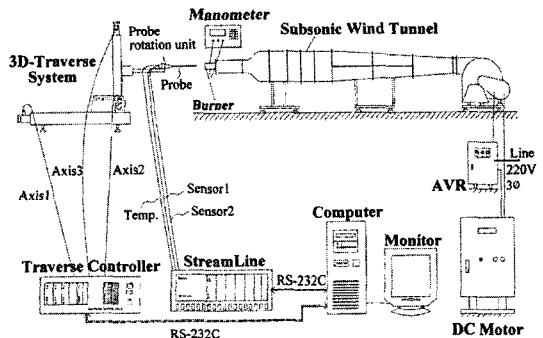 Manometer
Subsonic Wind Tunnel
Probe
rotation unit
3D-Traverse
System
Probe
Burner
Line
220V
3Ø
AVR
Axis1
Axis3
Axis2
Sensor1
Temp.
Sensor2
Computer
Monitor
StreamLine
Traverse Controller
RS-232C
RS-232C
DC Motor